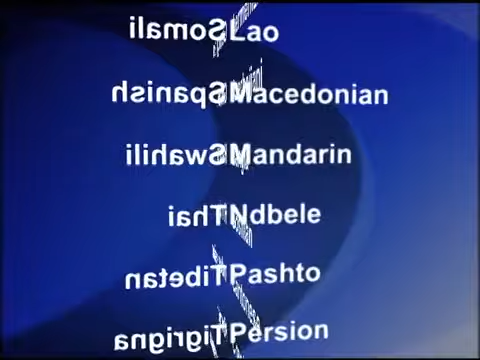 Somali Lao
Spanish Macedonian
Swahili Mandarin
Thai Ndbele
Tibetan Pashto
Tigrigna Persion